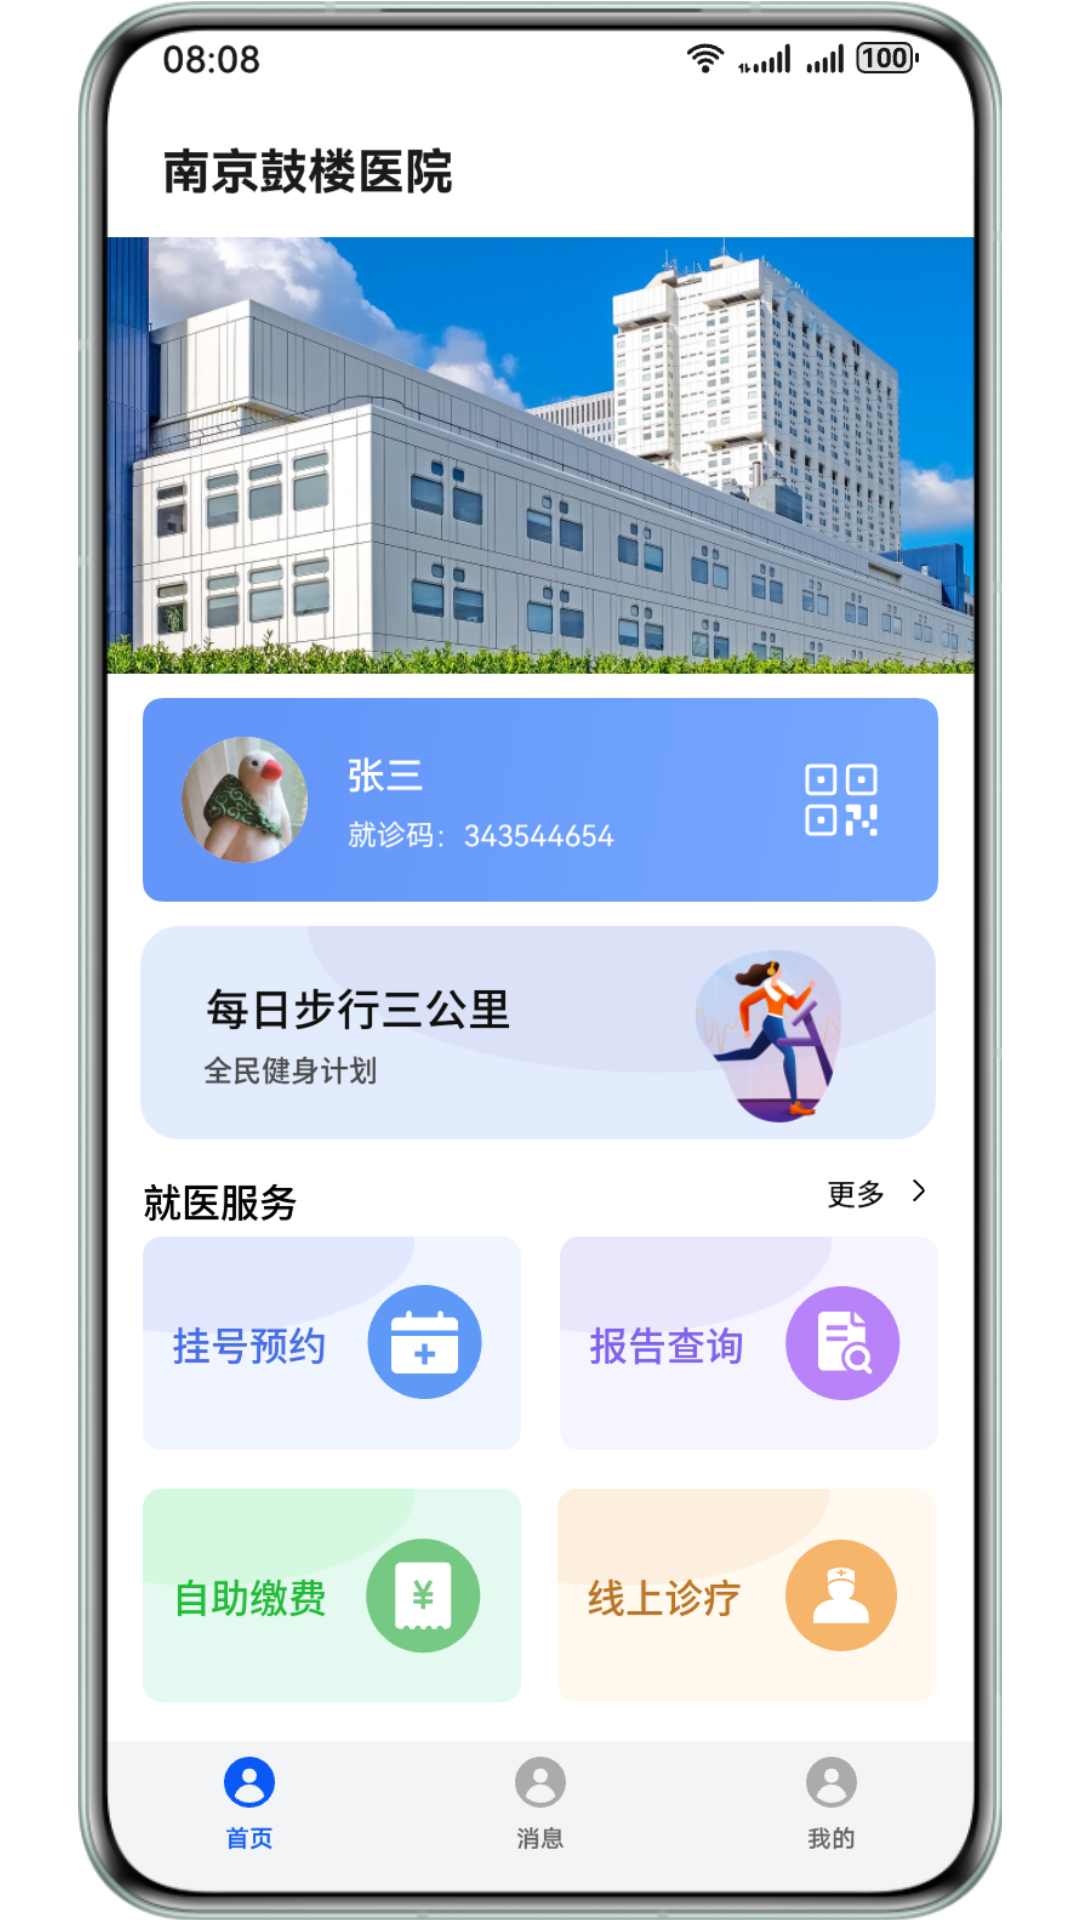 08:08
100
南京鼓楼医院
张三
就诊码：343544654
每日步行三公里
全民健身计划
就医服务
更多
挂号预约
报告查询
自助缴费
¥
线上诊疗
首页
消息
我的